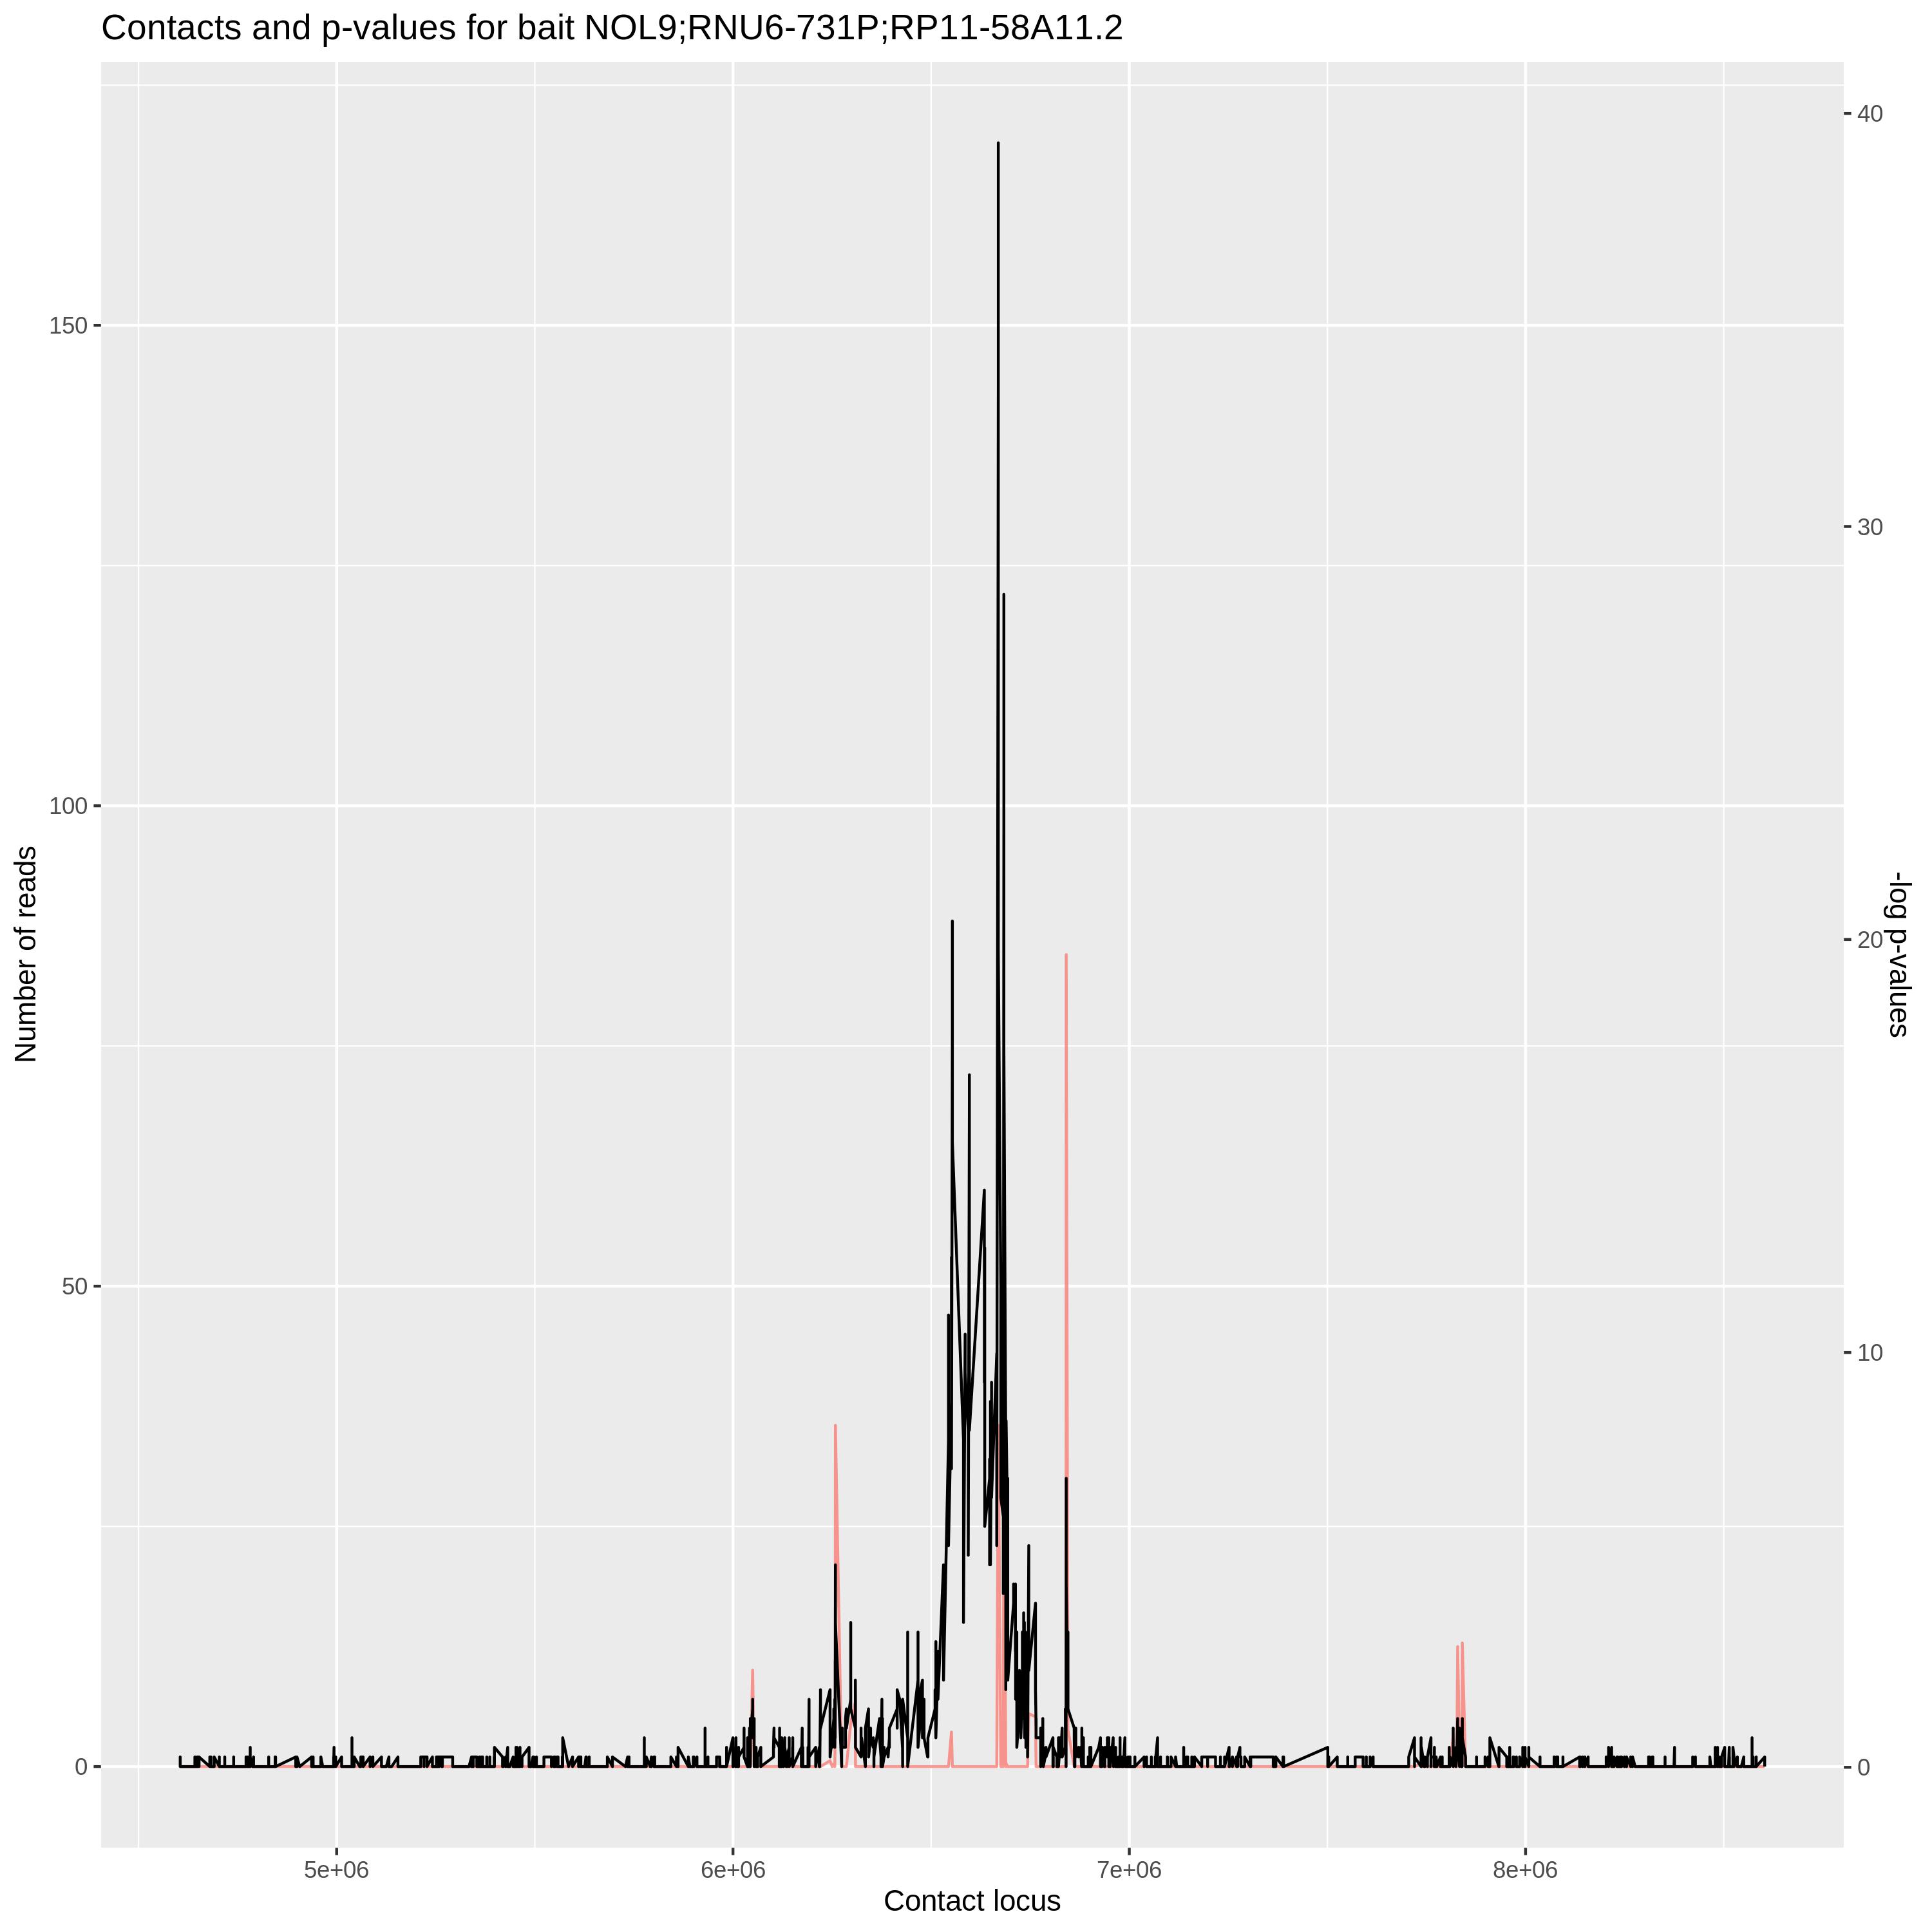 Contacts and p-values for bait NOL9;RNU6-731P;RP11-58A11.2
Number of reads
150
100
50
0
40
30
20
10
0
-log p-values
5e+06 6e+06 7e+06 8e+06
Contact locus